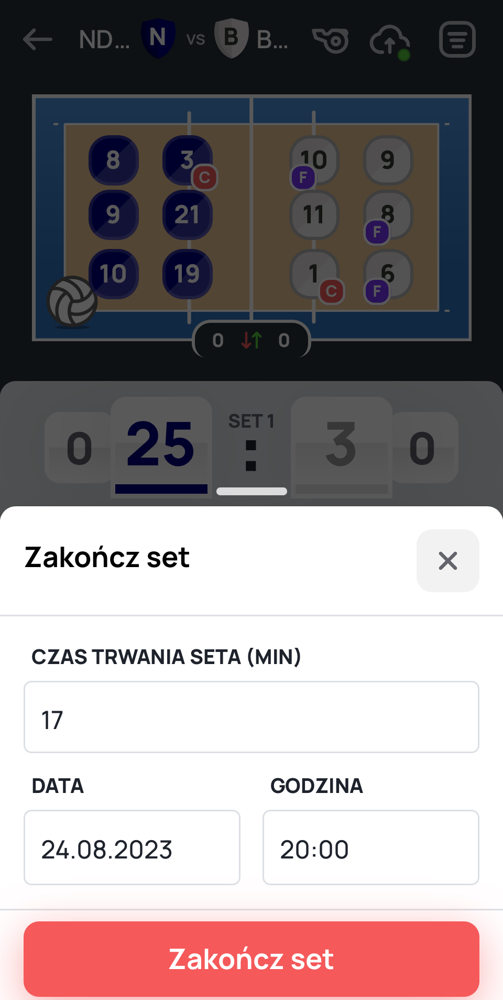 ND... N vs B B...
8 3 C 10 F 9
9 21 11 8 F
10 19 1 C 6 F
0 0
SET 1
0 25 : 3 0
Zakończ set
CZAS TRWANIA SETA (MIN)
17
DATA GODZINA
24.08.2023 20:00
Zakończ set